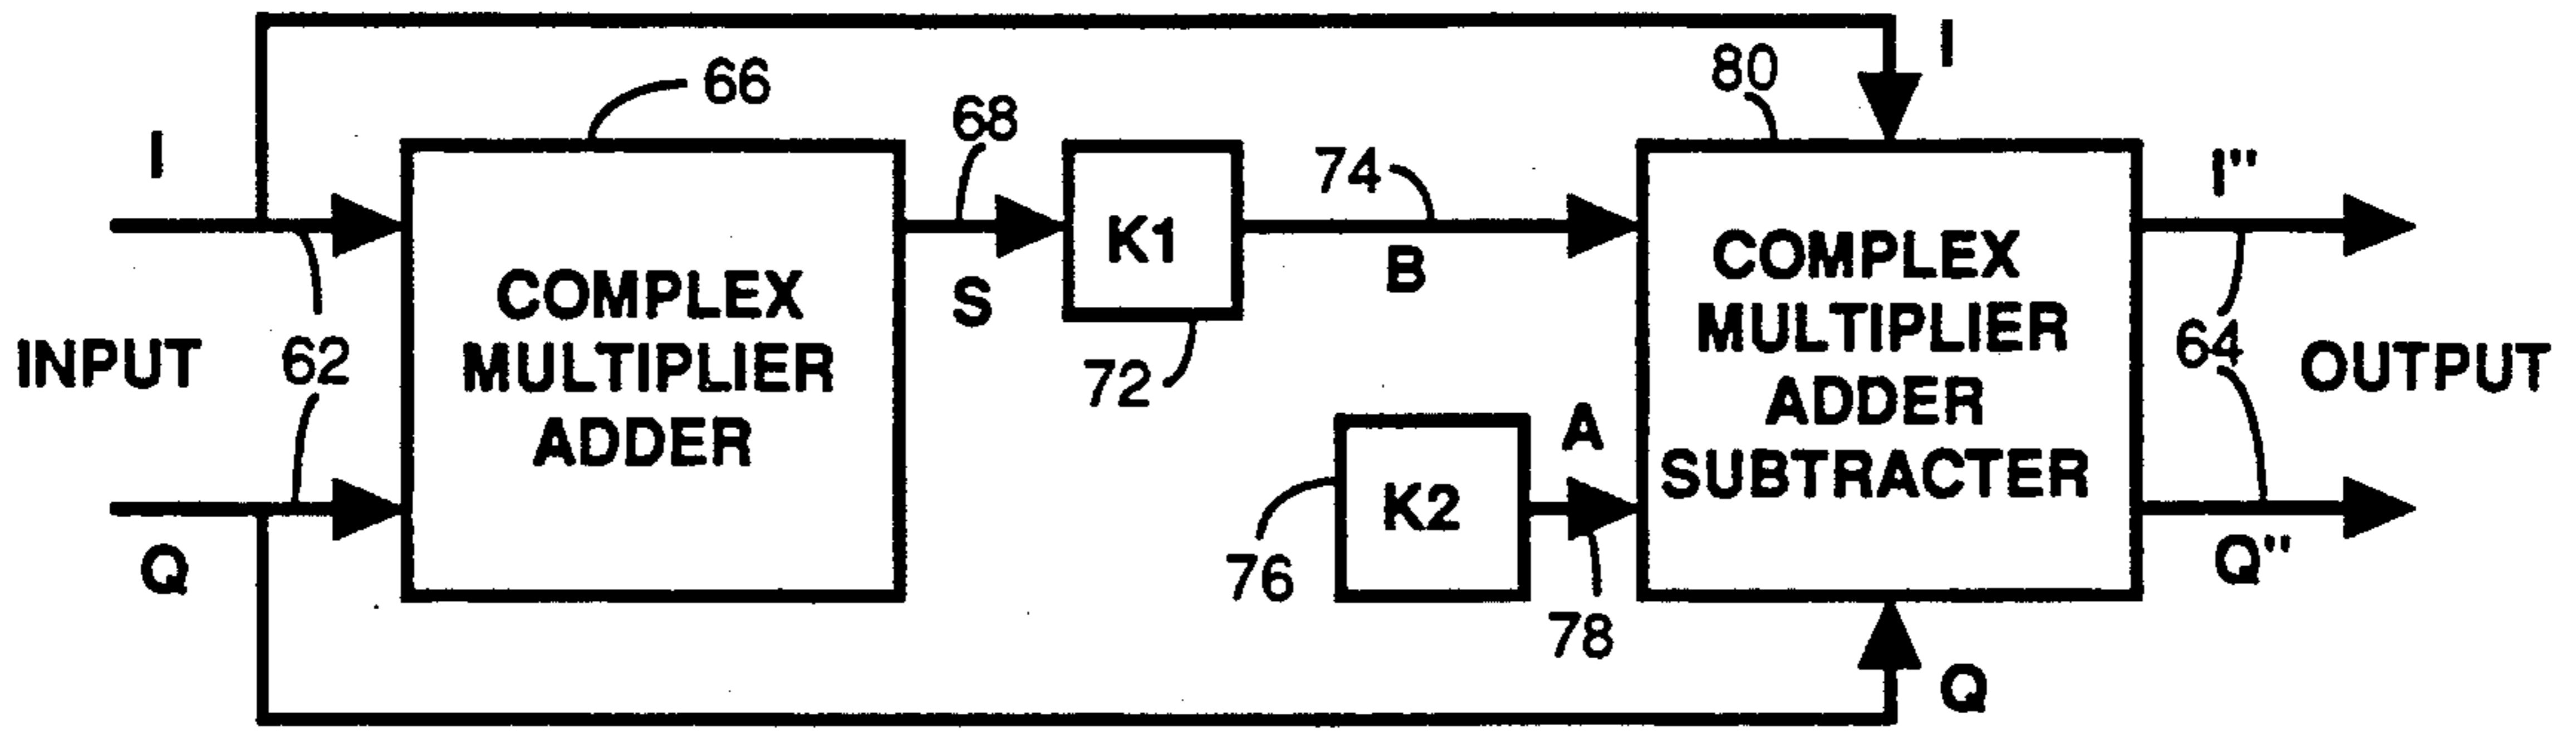 I
66
68
74
80
I
I"
INPUT
62
COMPLEX
MULTIPLIER
ADDER
S
K1
72
B
COMPLEX
MULTIPLIER
ADDER
SUBTRACTER
64
OUTPUT
Q
76
K2
A
78
Q
Q"